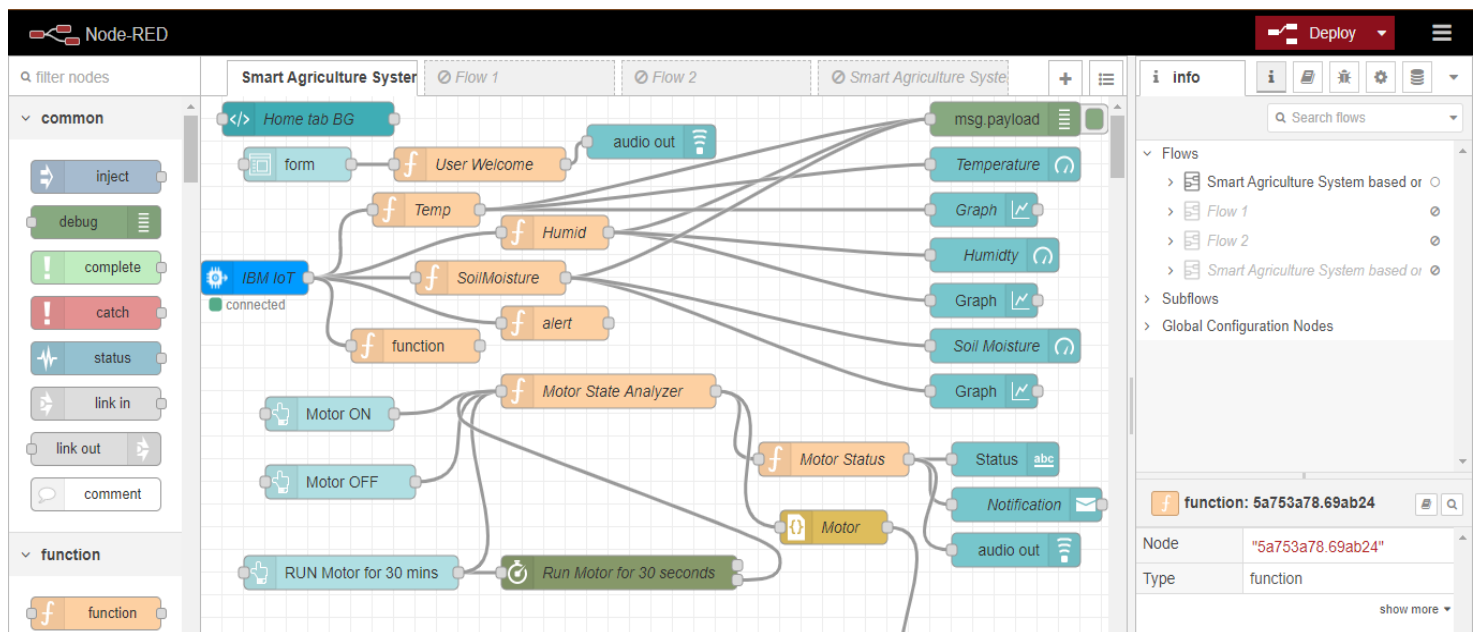 Node-RED
Deploy
filter nodes
Smart Agriculture Syster
Flow 1
Flow 2
Smart Agriculture Syste
info
i
Search flows
common
inject
debug
complete
catch
status
link in
link out
comment
function
function
Home tab BG
form
User Welcome
audio out
Temp
Humid
IBM IoT
connected
SoilMoisture
alert
function
msg.payload
Temperature
Graph
Humidty
Graph
Soil Moisture
Graph
Motor ON
Motor State Analyzer
Motor OFF
Motor Status
Status abc
Notification
Motor
audio out
RUN Motor for 30 mins
Run Motor for 30 seconds
Flows
Smart Agriculture System based or
Flow 1
Flow 2
Smart Agriculture System based or
Subflows
Global Configuration Nodes
function: 5a753a78.69ab24
Node "5a753a78.69ab24"
Type function
show more